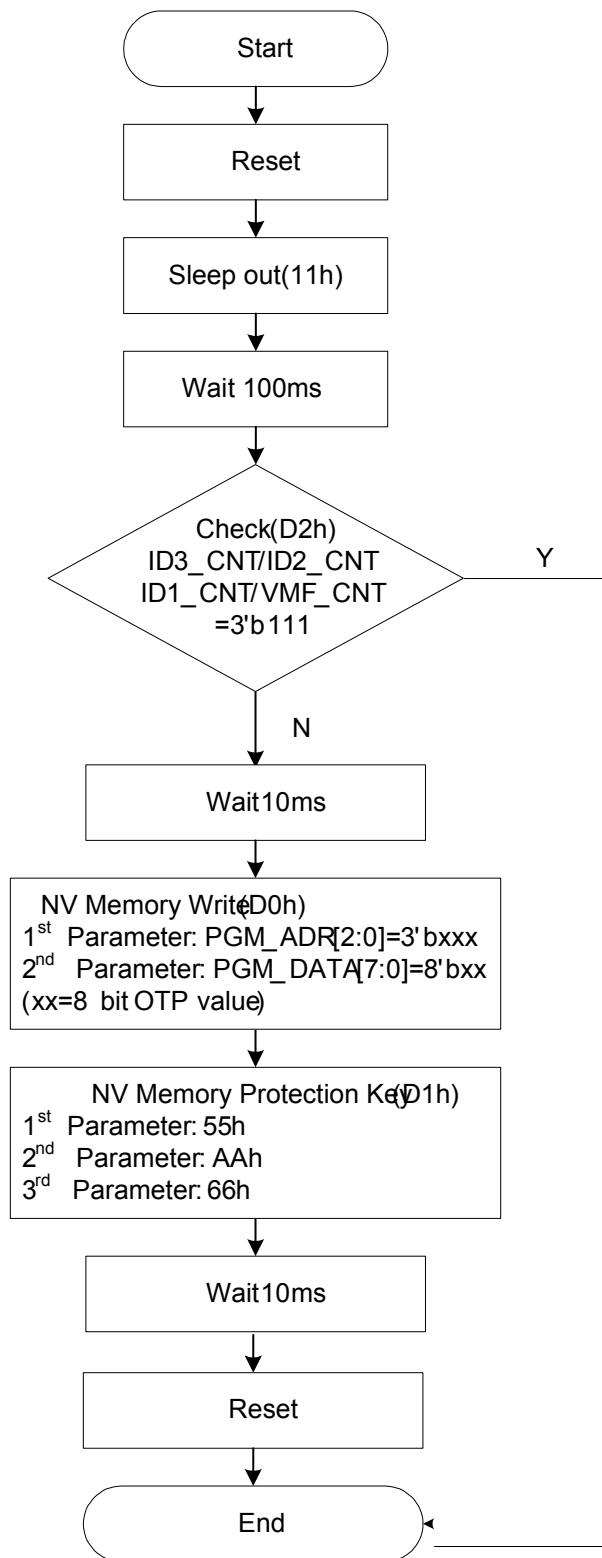 Start
Reset
Sleep out(11h)
Wait 100ms
Check(D2h)
ID3_CNT/ID2_CNT
ID1_CNT/VMF_CNT
=3'b111
Y
N
Wait10ms
NV Memory Write(D0h)
1st Parameter: PGM_ADR[2:0]=3'bxxx
2nd Parameter: PGM_DATA[7:0]=8'bxx
(xx=8 bit OTP value)
NV Memory Protection Key(D1h)
1st Parameter: 55h
2nd Parameter: AAh
3rd Parameter: 66h
Wait10ms
Reset
End